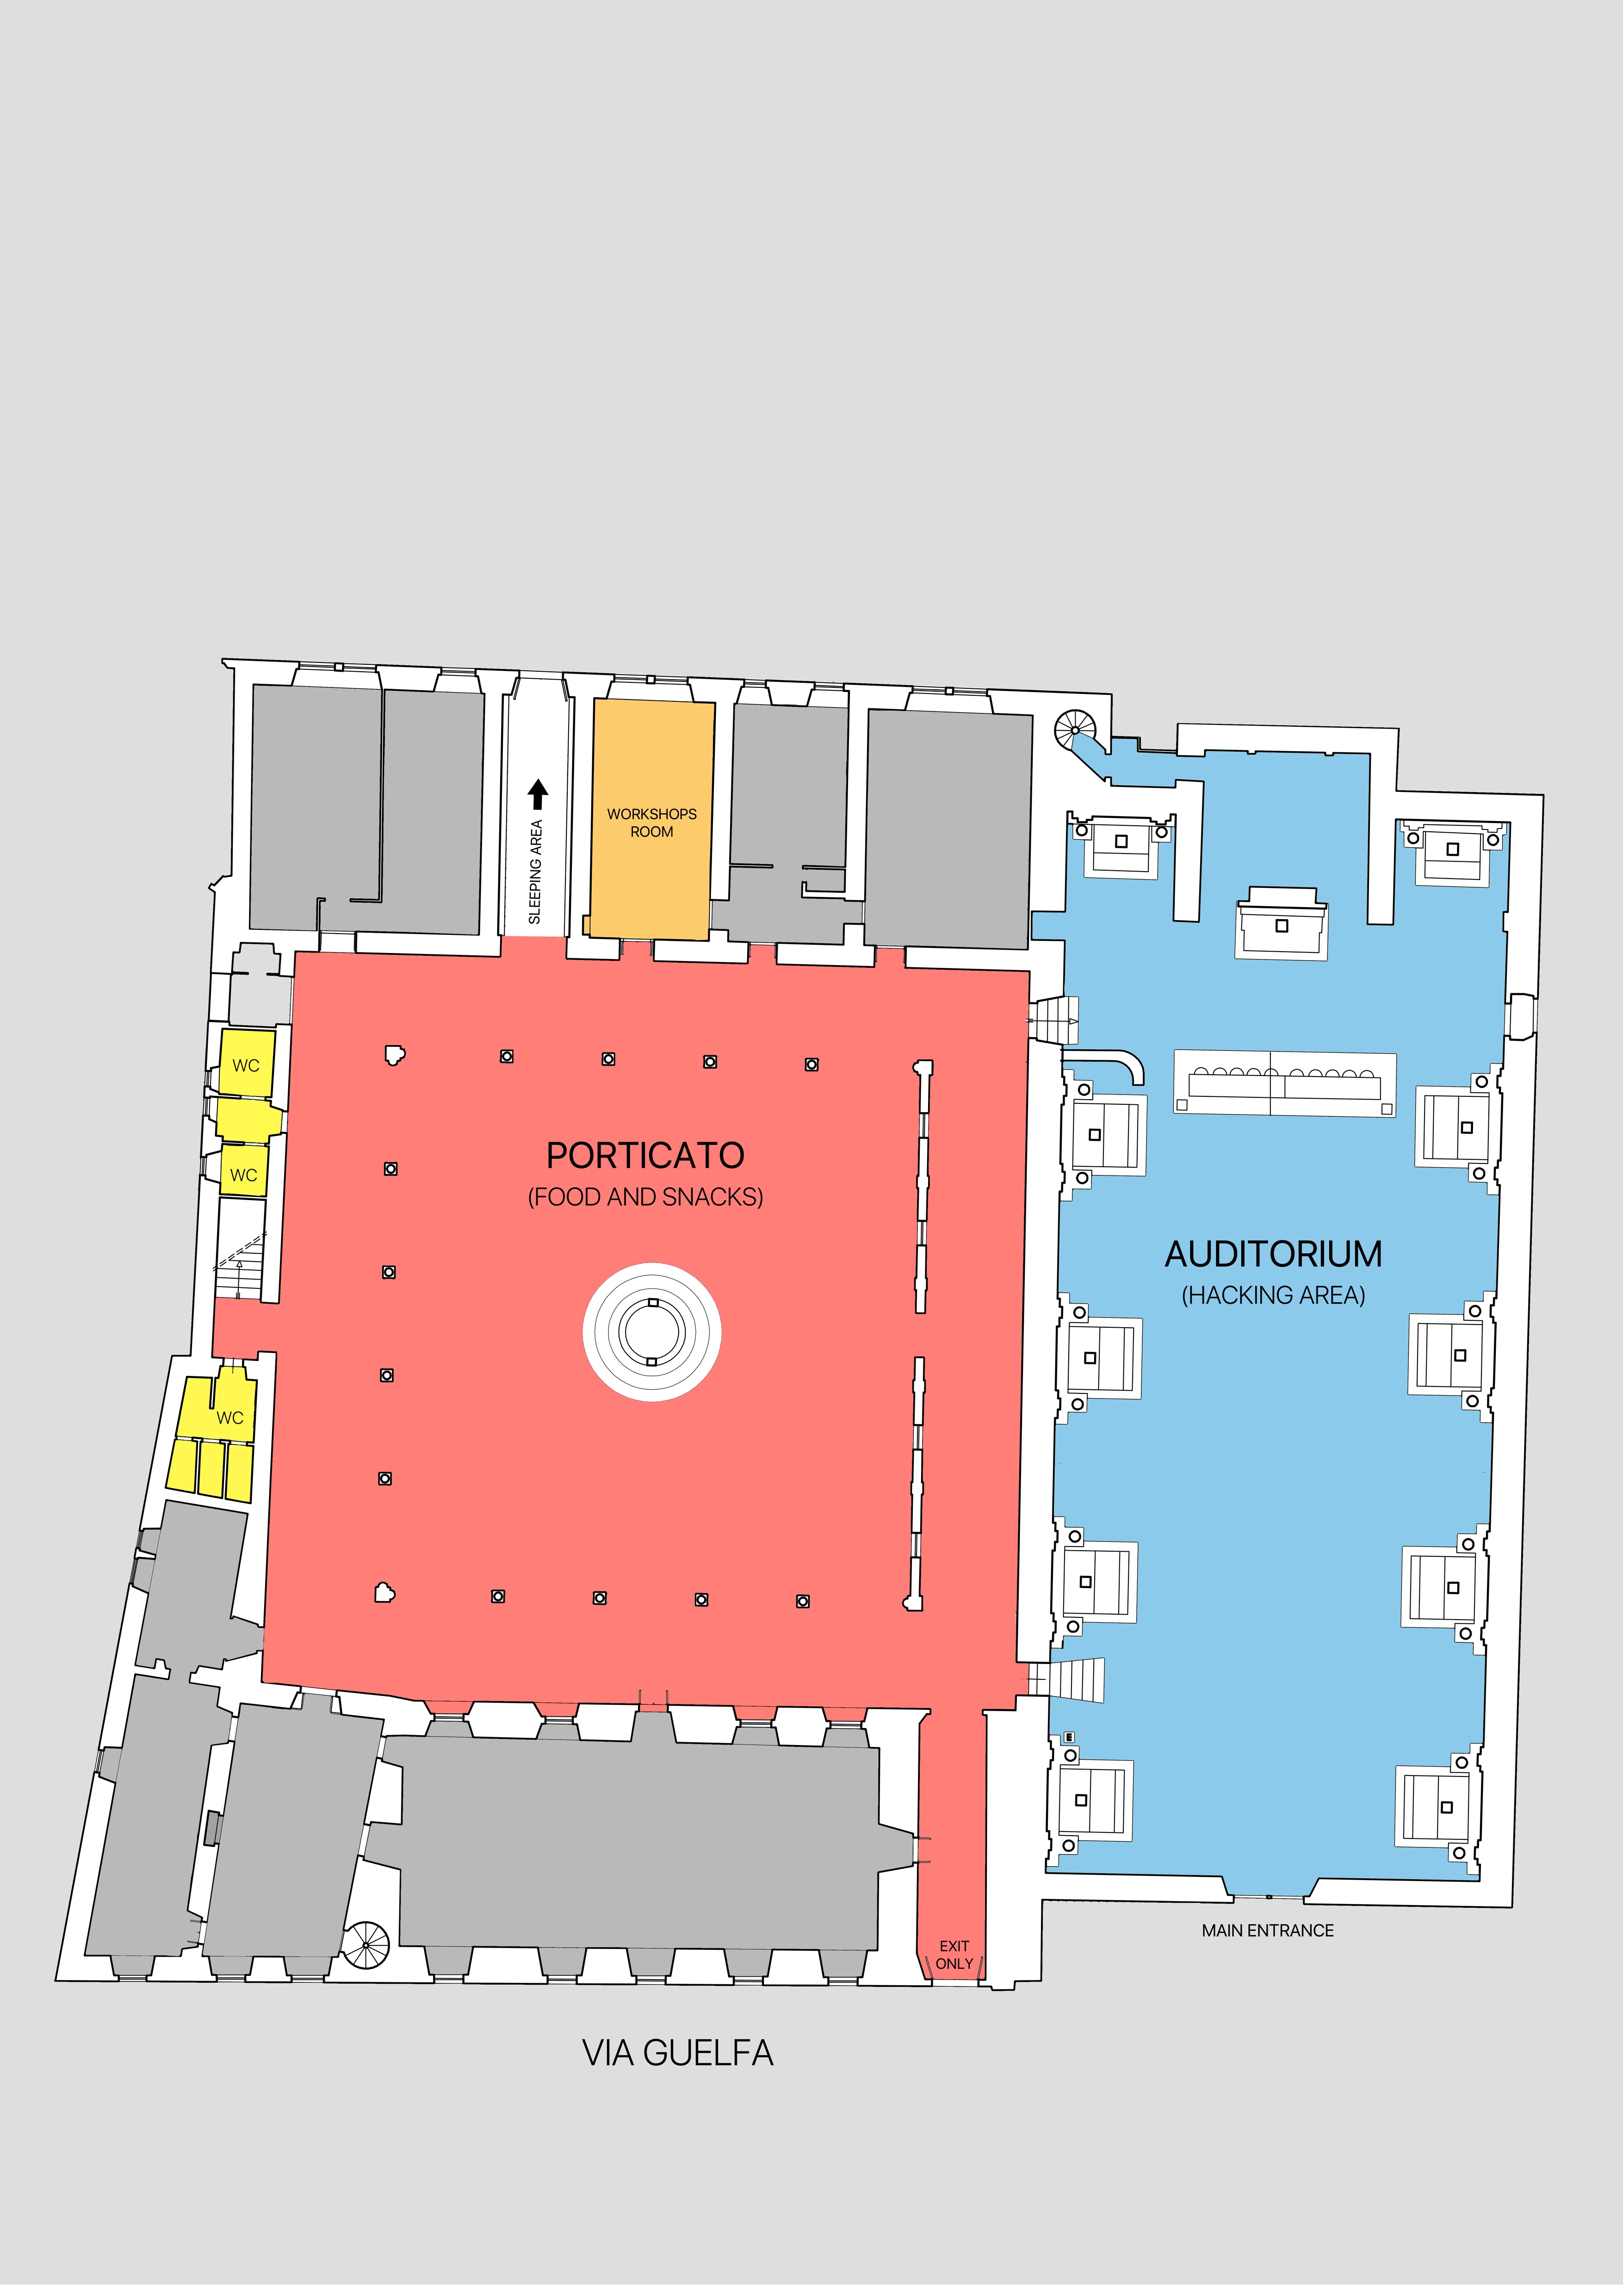 WORKSHOPS
ROOM
SLEEPING AREA
WC
WC
PORTICATO
(FOOD AND SNACKS)
AUDITORIUM
(HACKING AREA)
WC
E
EXIT
ONLY
MAIN ENTRANCE
VIA GUELFA